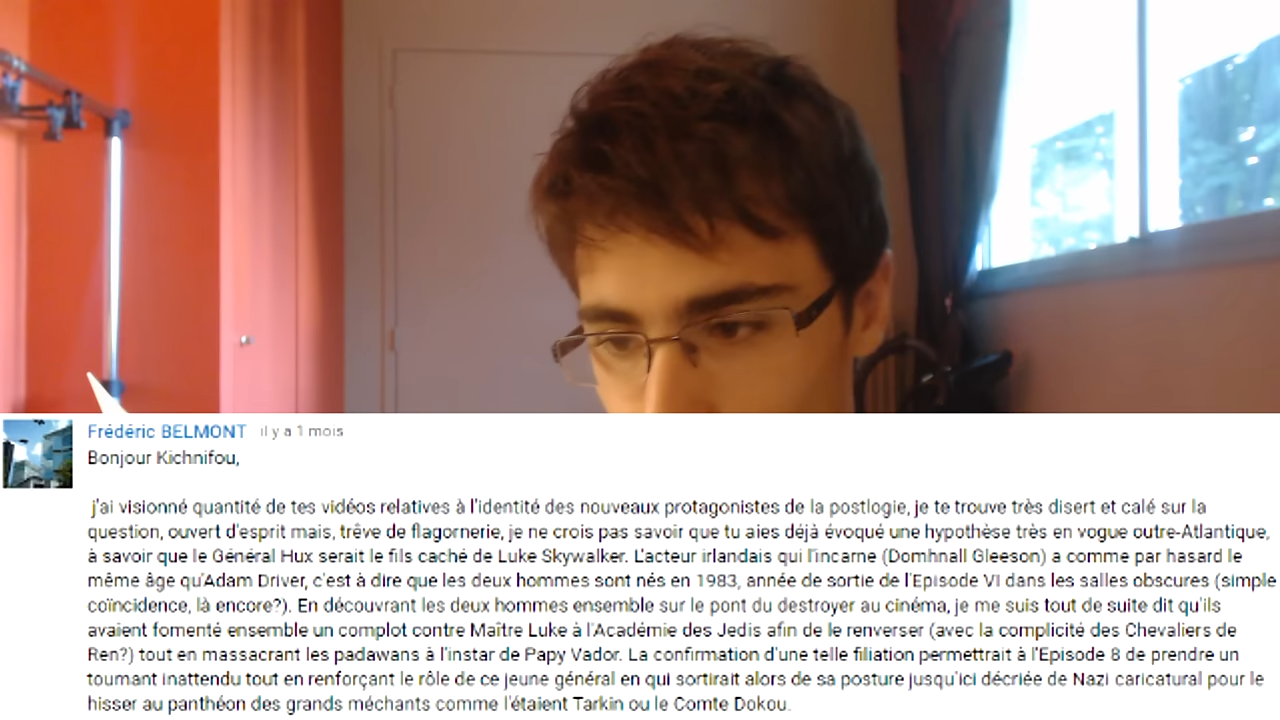 Frédéric BELMONT il y a 1 mois
Bonjour Kichnifou,
j'ai visionné quantité de tes vidéos relatives à l'identité des nouveaux protagonistes de la postlogie, je te trouve très disert et calé sur la
question, ouvert d'esprit mais, trêve de flagornerie, je ne crois pas savoir que tu aies déjà évoqué une hypothèse très en vogue outre-Atlantique,
à savoir que le Général Hux serait le fils caché de Luke Skywalker. L'acteur irlandais qui l'incarne (Domhnall Gleeson) a comme par hasard le
même âge qu'Adam Driver, c'est à dire que les deux hommes sont nés en 1983, année de sortie de l'Episode VI dans les salles obscures (simple
coïncidence, là encore?). En découvrant les deux hommes ensemble sur le pont du destroyer au cinéma, je me suis tout de suite dit qu'ils
avaient fomenté ensemble un complot contre Maître Luke à l'Académie des Jedis afin de le renverser (avec la complicité des Chevaliers de
Ren?) tout en massacrant les padawans à l'instar de Papy Vador. La confirmation d'une telle filiation permettrait à l'Episode 8 de prendre un
tournant inattendu tout en renforçant le rôle de ce jeune général en qui sortirait alors de sa posture jusqu'ici décriée de Nazi caricatural pour le
hisser au panthéon des grands méchants comme l'étaient Tarkin ou le Comte Dokou.